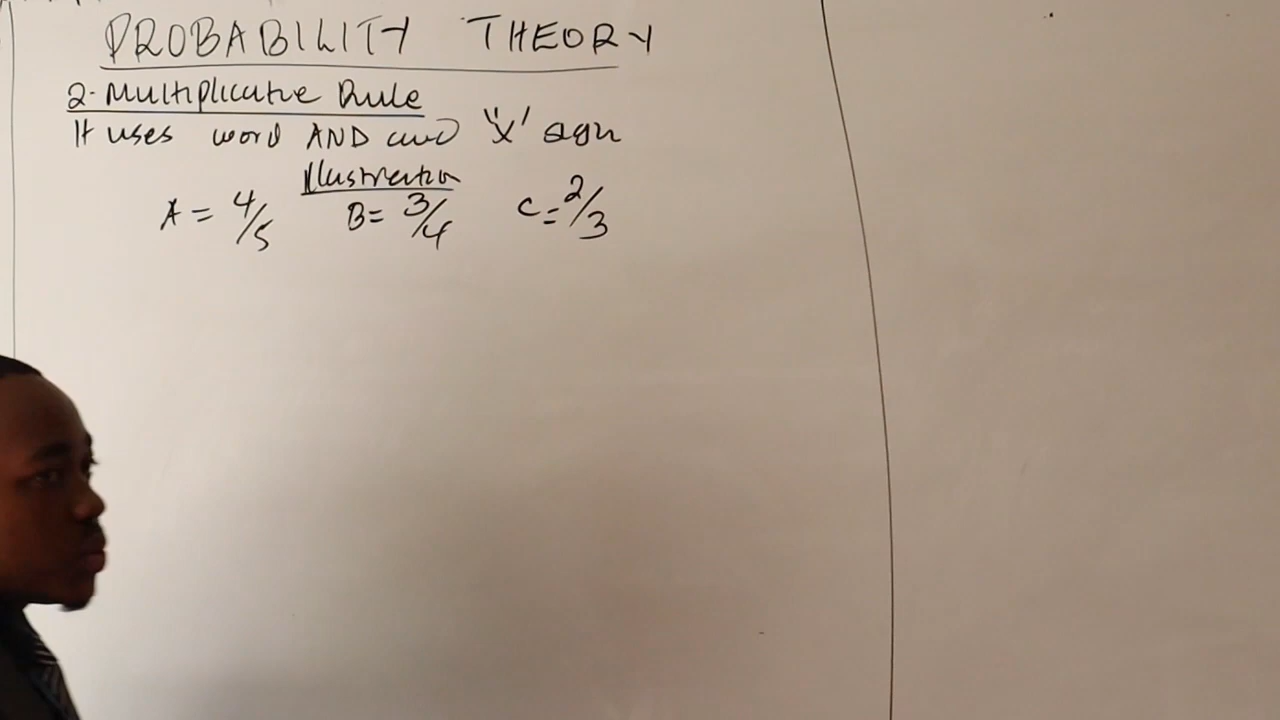 PROBABILITY THEORY
2. Multiplicative Rule
It uses word AND and "x" sign
Illustration
A = 4/5 B = 3/4 C = 2/3